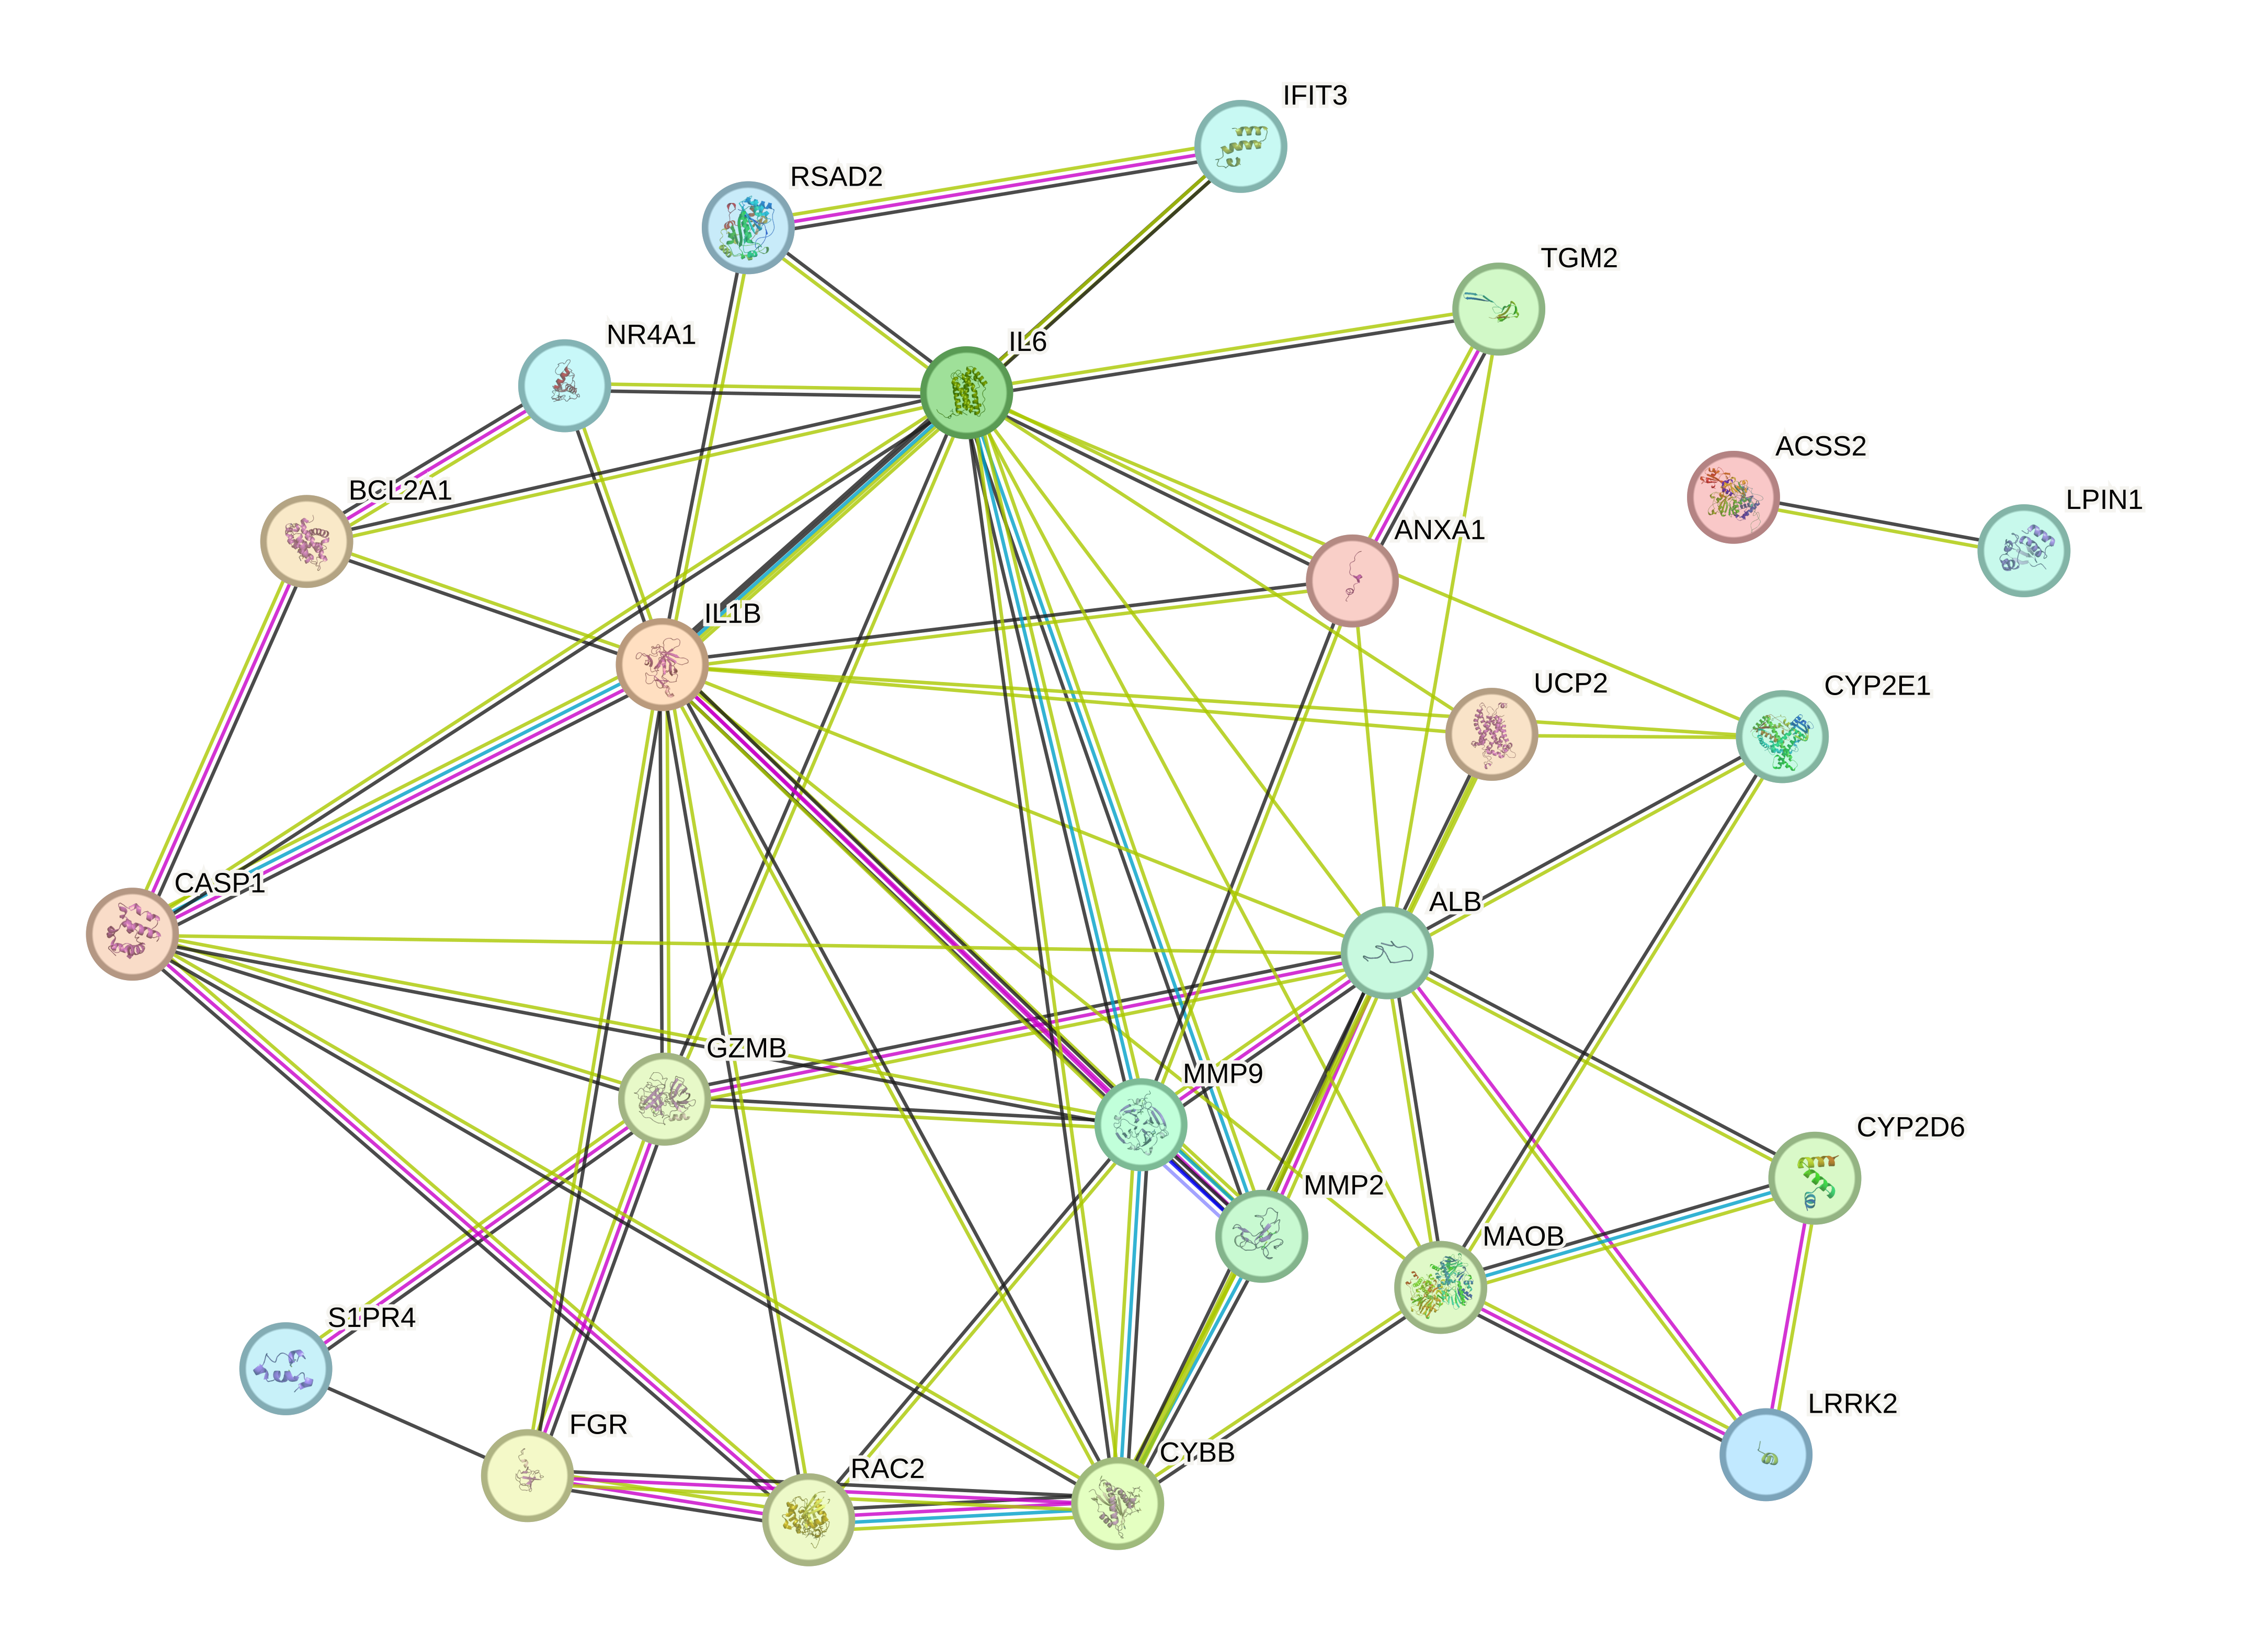 IFIT3
RSAD2
TGM2
NR4A1
IL6
ACSS2
BCL2A1
LPIN1
ANXA1
IL1B
UCP2
CYP2E1
CASP1
ALB
GZMB
MMP9
CYP2D6
MMP2
MAOB
S1PR4
LRRK2
FGR
CYBB
RAC2